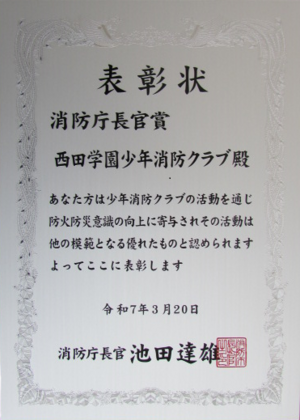 表彰状
消防庁長官賞
西田学園少年消防クラブ殿
あなた方は少年消防クラブの活動を通じ
防火防災意識の向上に寄与されその活動は
他の模範となる優れたものと認められます
よってここに表彰します
令和7年3月20日
消防庁長官 池田達雄